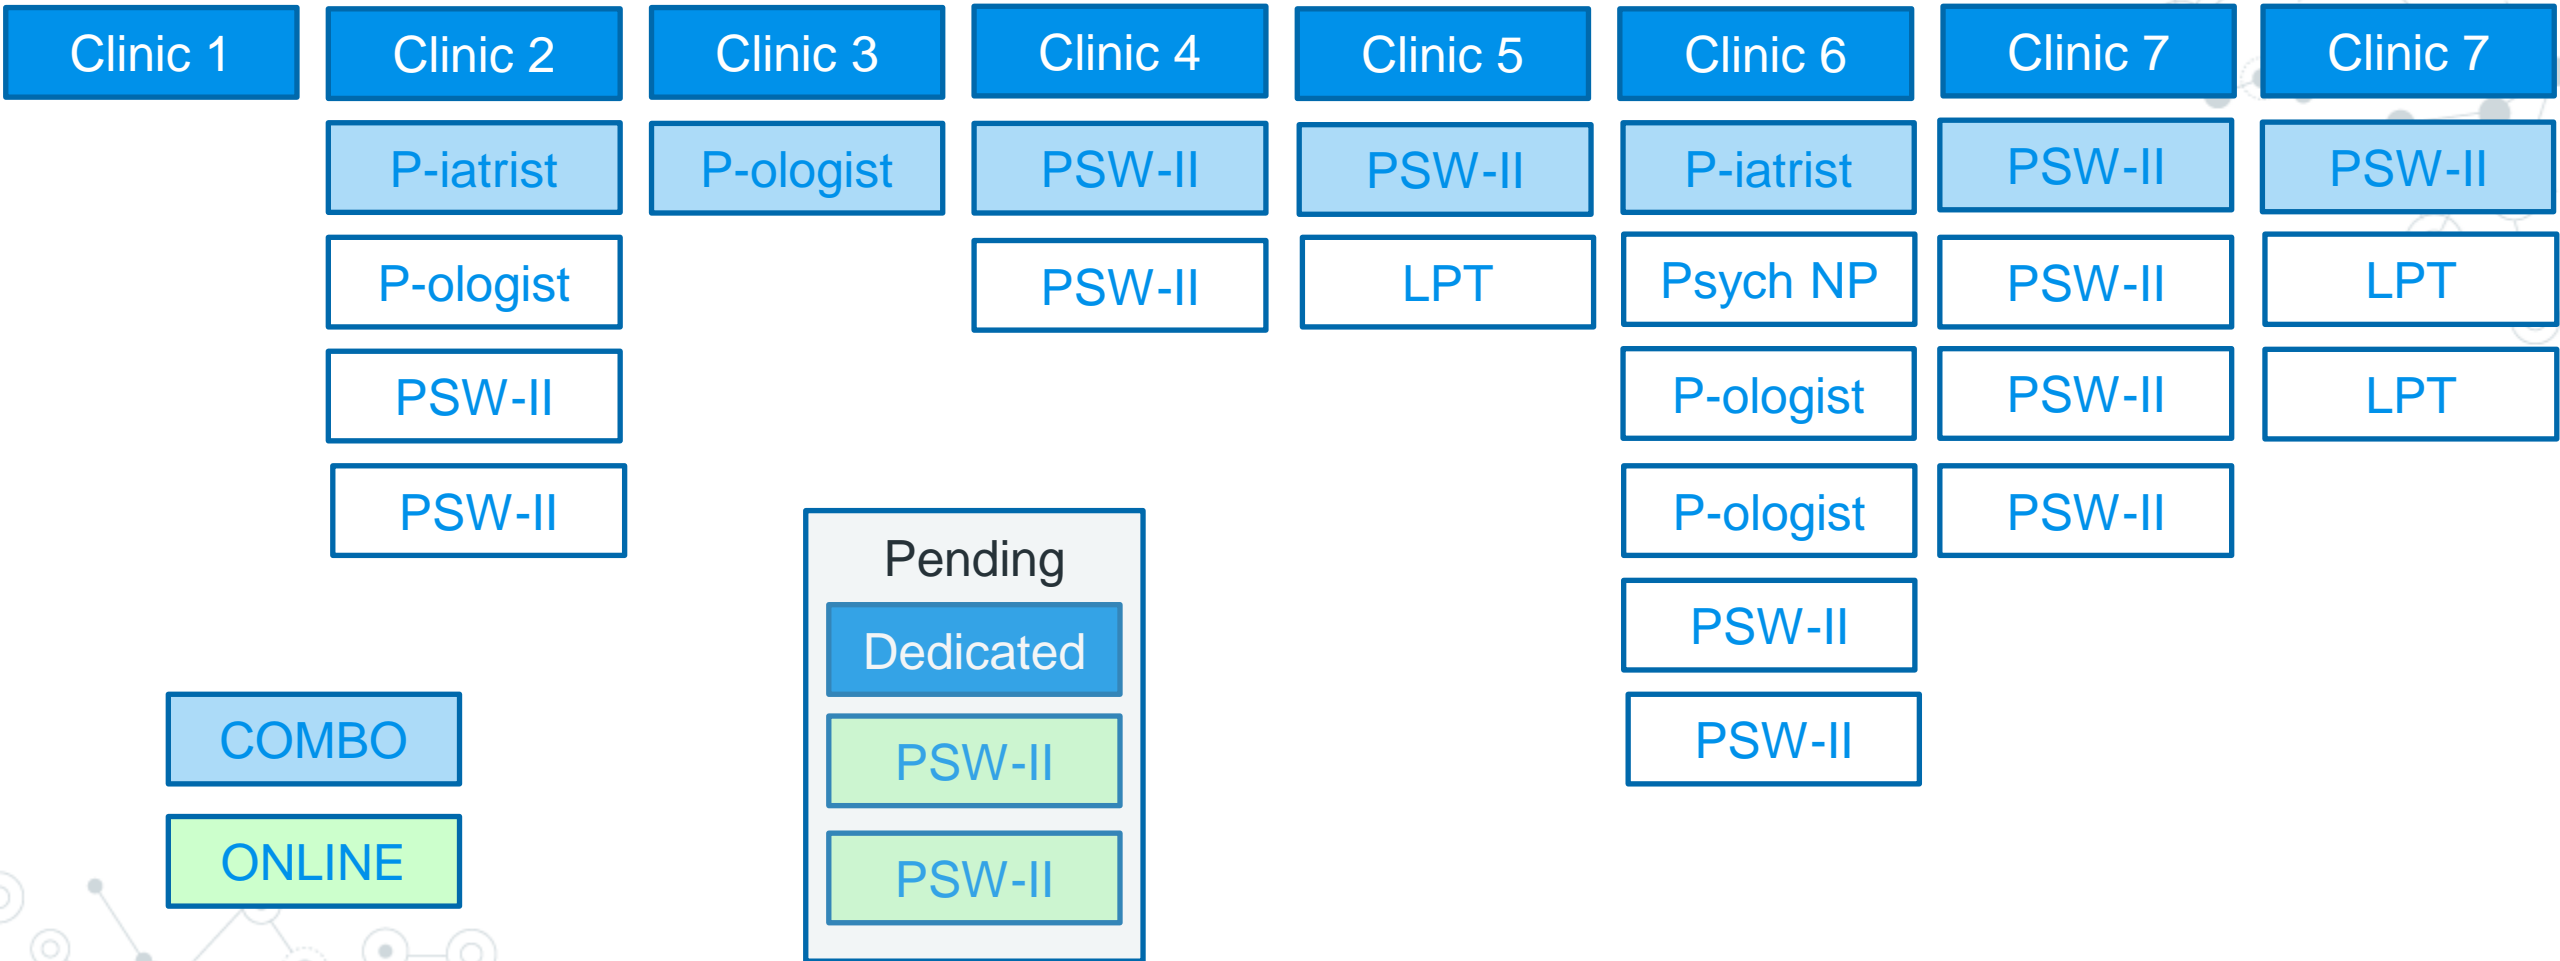 Clinic 1
Clinic 2
Clinic 3
Clinic 4
Clinic 5
Clinic 6
Clinic 7
Clinic 7
P-iatrist
P-ologist
PSW-II
PSW-II
P-iatrist
PSW-II
PSW-II
P-ologist
PSW-II
LPT
Psych NP
PSW-II
LPT
PSW-II
P-ologist
PSW-II
LPT
PSW-II
P-ologist
PSW-II
Pending
Dedicated
PSW-II
PSW-II
PSW-II
PSW-II
COMBO
ONLINE